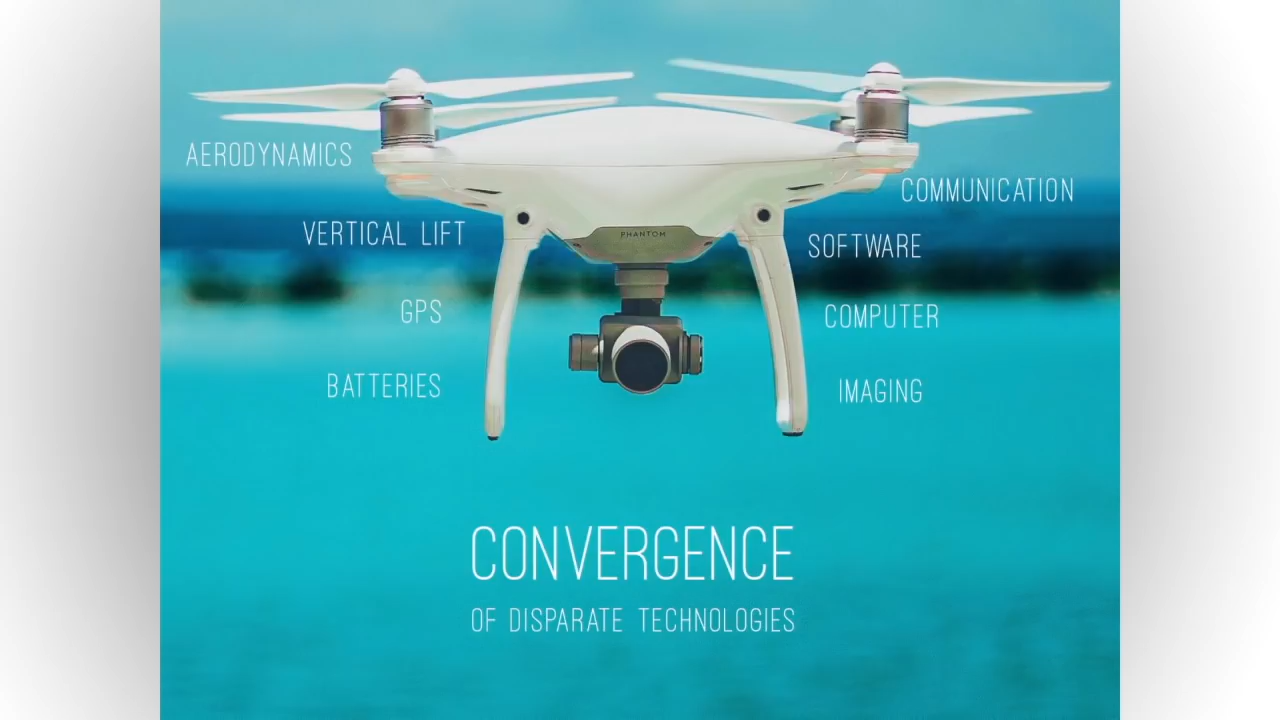 AERODYNAMICS
VERTICAL LIFT
GPS
BATTERIES
PHANTOM
COMMUNICATION
SOFTWARE
COMPUTER
IMAGING
CONVERGENCE
OF DISPARATE TECHNOLOGIES